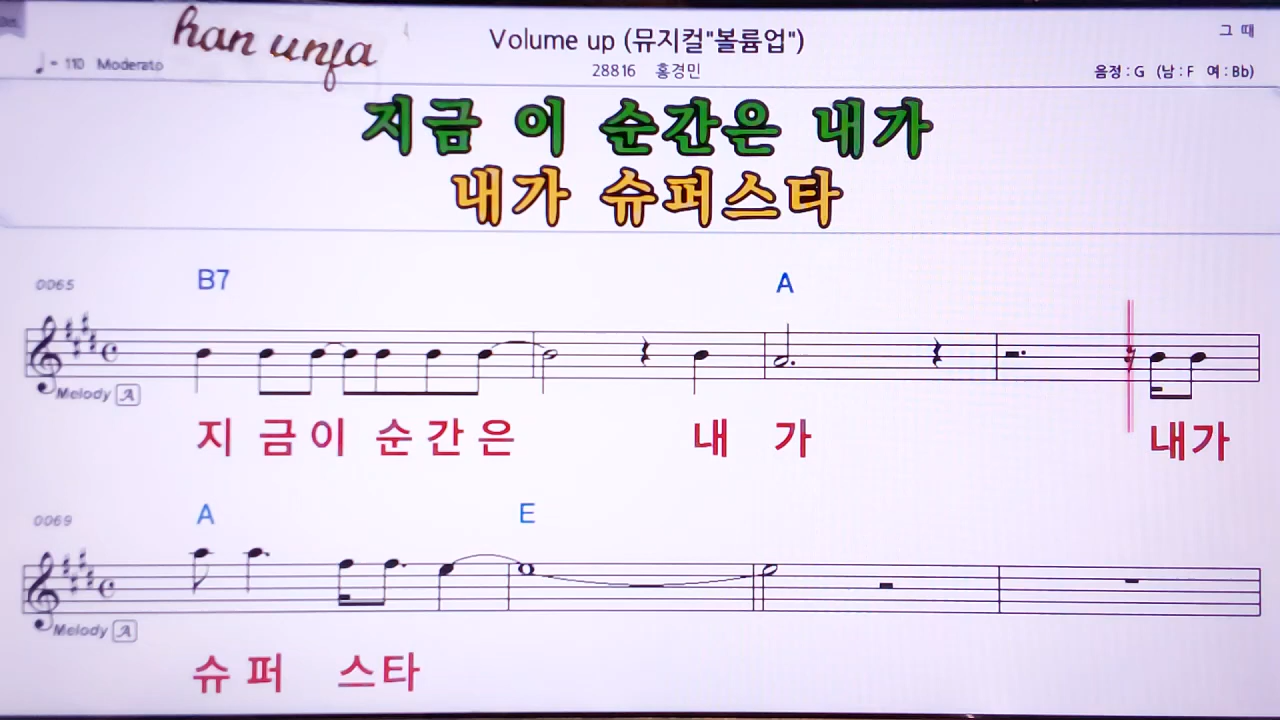 han unfa
Volume up (뮤지컬"볼륨업")
그 때
♩= 110 Moderato
28816 홍경민
음정 : G (남 : F 여 : Bb)
지금 이 순간은 내가
내가 슈퍼스타
0065 B7 A
Melody A
지 금 이 순 간 은 내 가 내가
0069 A E
Melody A
슈 퍼 스 타